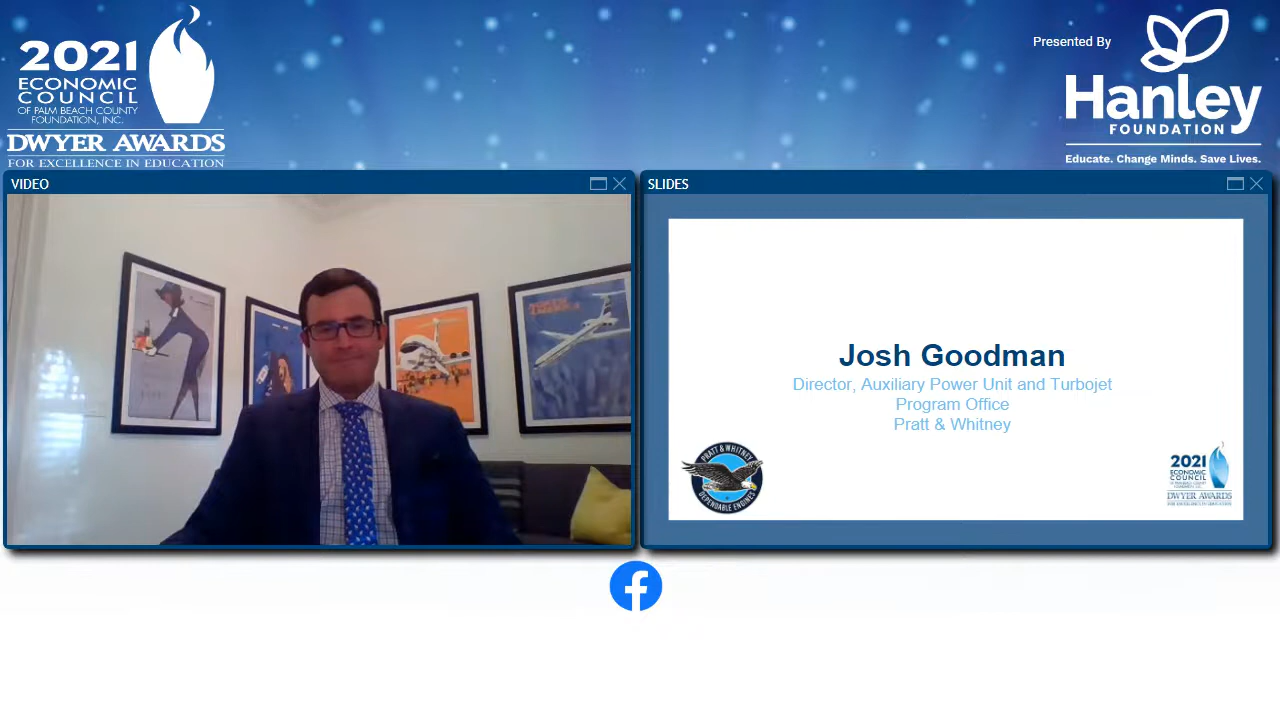 2021
ECONOMIC
COUNCIL
OF PALM BEACH COUNTY
FOUNDATION, INC.
DWYER AWARDS
FOR EXCELLENCE IN EDUCATION
Presented By
Hanley
FOUNDATION
Educate. Change Minds. Save Lives.
VIDEO
SLIDES
Josh Goodman
Director, Auxiliary Power Unit and Turbojet
Program Office
Pratt & Whitney
PRATT & WHITNEY
DEPENDABLE ENGINES
2021
ECONOMIC
COUNCIL
DWYER AWARDS